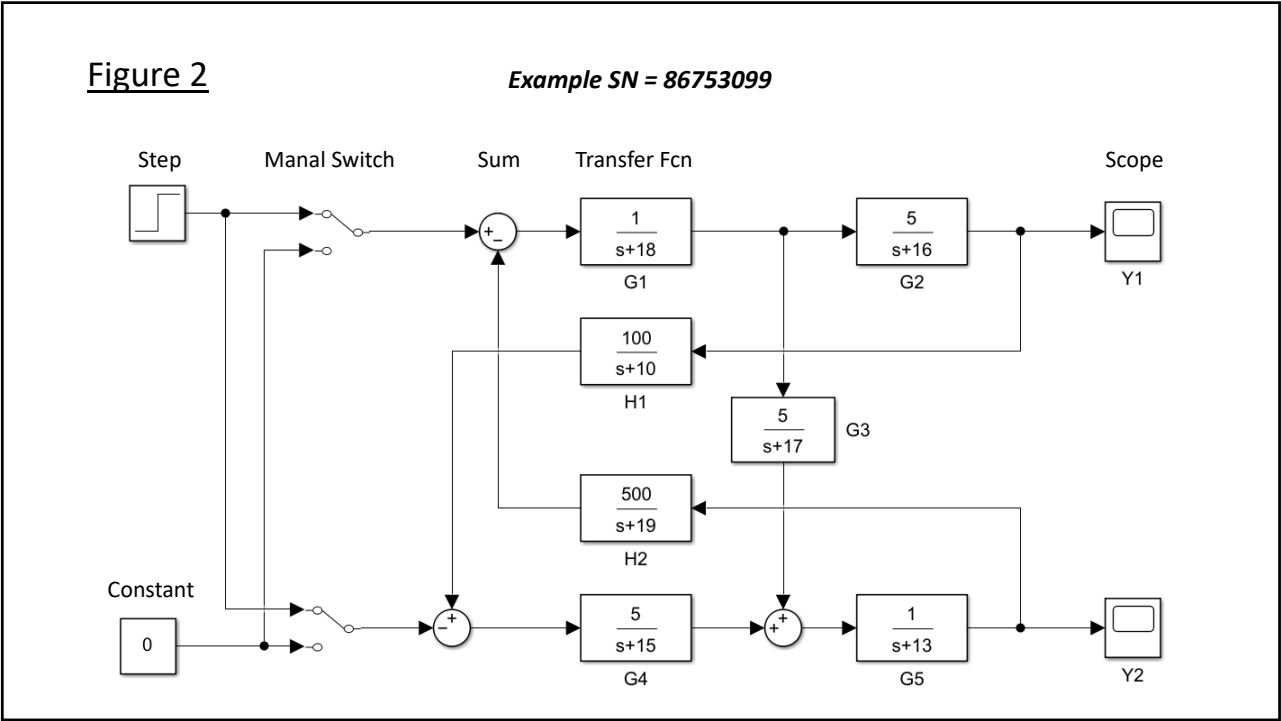 Figure 2
Example SN = 86753099
Step
Manal Switch
Sum
Transfer Fcn
Scope
+
−
1
s+18
G1
5
s+16
G2
Y1
100
s+10
H1
5
s+17
G3
500
s+19
H2
Constant
0
−
+
5
s+15
G4
+
+
1
s+13
G5
Y2